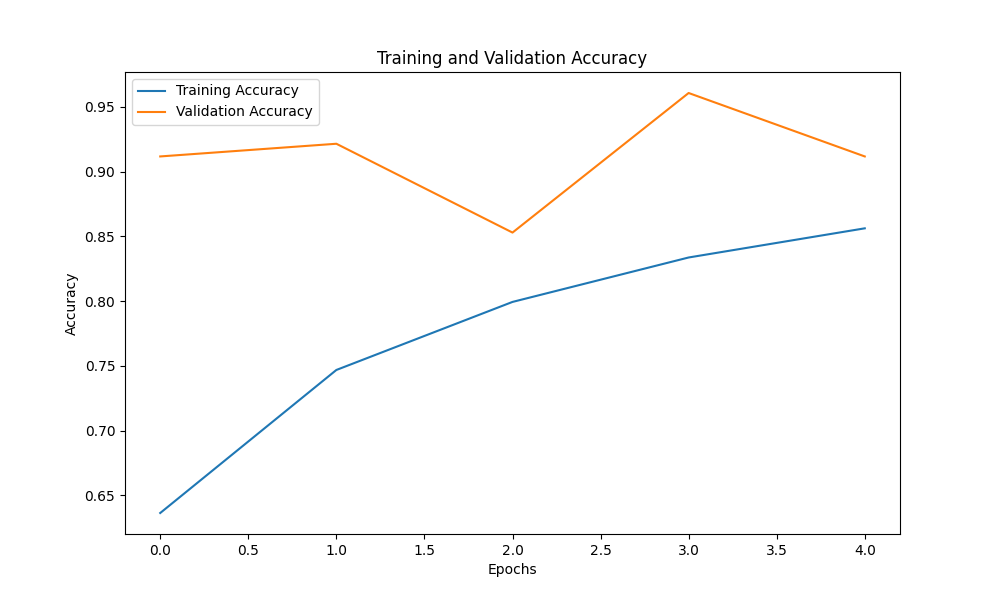 Training and Validation Accuracy
Training Accuracy
Validation Accuracy
0.95
0.90
0.85
0.80
0.75
0.70
0.65
Accuracy
0.0 0.5 1.0 1.5 2.0 2.5 3.0 3.5 4.0
Epochs